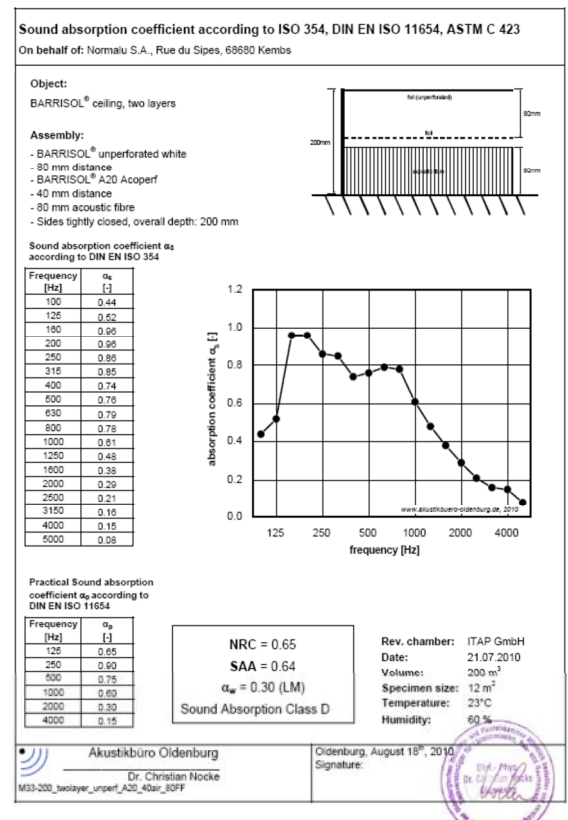 Sound absorption coefficient according to ISO 354, DIN EN ISO 11654, ASTM C 423
On behalf of: Normalu S.A., Rue du Sipes, 68680 Kembs
Object:
BARRISOL® ceiling, two layers
Assembly:
- BARRISOL® unperforated white
- 80 mm distance
- BARRISOL® A20 Acoperf
- 40 mm distance
- 80 mm acoustic fibre
- Sides tightly closed, overall depth: 200 mm
foil (unperforated)
80mm
foil
200mm
acoustic fibre
80mm
Sound absorption coefficient αs
according to DIN EN ISO 354
Frequency [Hz] αs [-]
100 0.44
125 0.52
160 0.96
200 0.96
250 0.86
315 0.85
400 0.74
500 0.76
630 0.79
800 0.78
1000 0.61
1250 0.48
1600 0.38
2000 0.29
2500 0.21
3150 0.16
4000 0.15
5000 0.08
absorption coefficient αs [-]
1.2
1.0
0.8
0.6
0.4
0.2
0.0
www.akustikbuero-oldenburg.de, 2010
125 250 500 1000 2000 4000
frequency [Hz]
Practical Sound absorption
coefficient αp according to
DIN EN ISO 11654
Frequency [Hz] αp [-]
125 0.65
250 0.90
500 0.75
1000 0.60
2000 0.30
4000 0.15
NRC = 0.65
SAA = 0.64
αw = 0.30 (LM)
Sound Absorption Class D
Rev. chamber: ITAP GmbH
Date: 21.07.2010
Volume: 200 m³
Specimen size: 12 m²
Temperature: 23°C
Humidity: 60 %
Akustikbüro Oldenburg
Dr. Christian Nocke
M33-200_twolayer_unperf_A20_40air_80FF
Oldenburg, August 18th, 2010
Signature:
Dipl.-Phys.
Dr. Christian Nocke